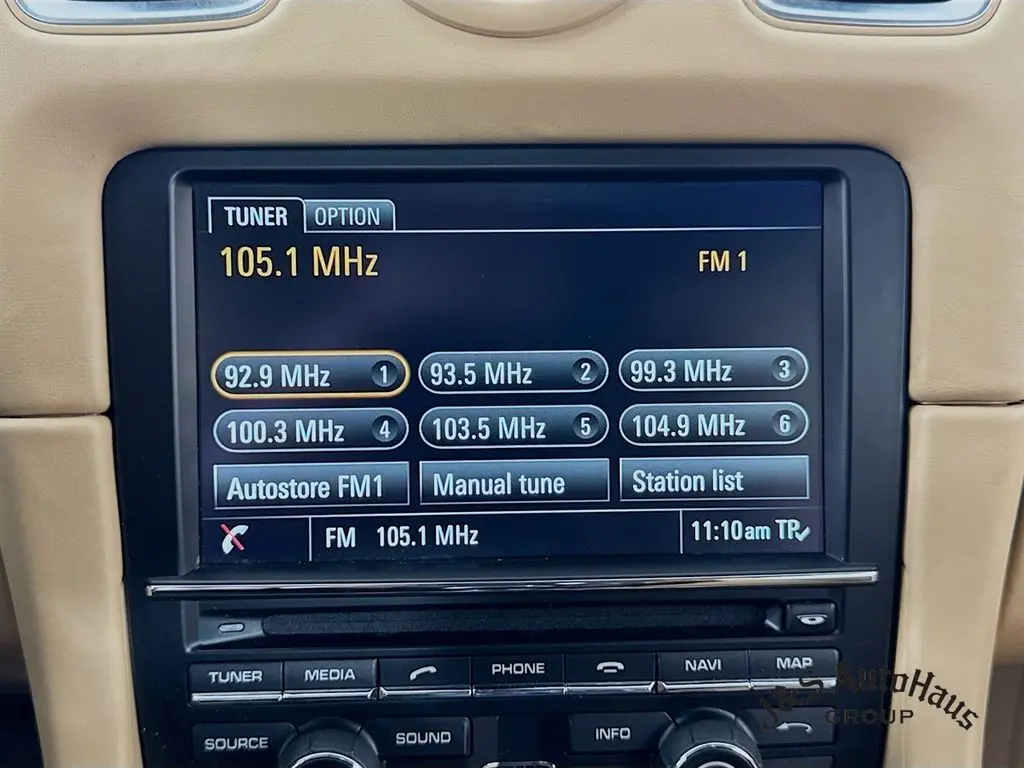 TUNER OPTION
105.1 MHz FM 1
92.9 MHz 1 93.5 MHz 2 99.3 MHz 3
100.3 MHz 4 103.5 MHz 5 104.9 MHz 6
Autostore FM1 Manual tune Station list
FM 105.1 MHz 11:10am TP
TUNER MEDIA PHONE NAVI MAP
SOURCE SOUND INFO
AutoHaus
GROUP